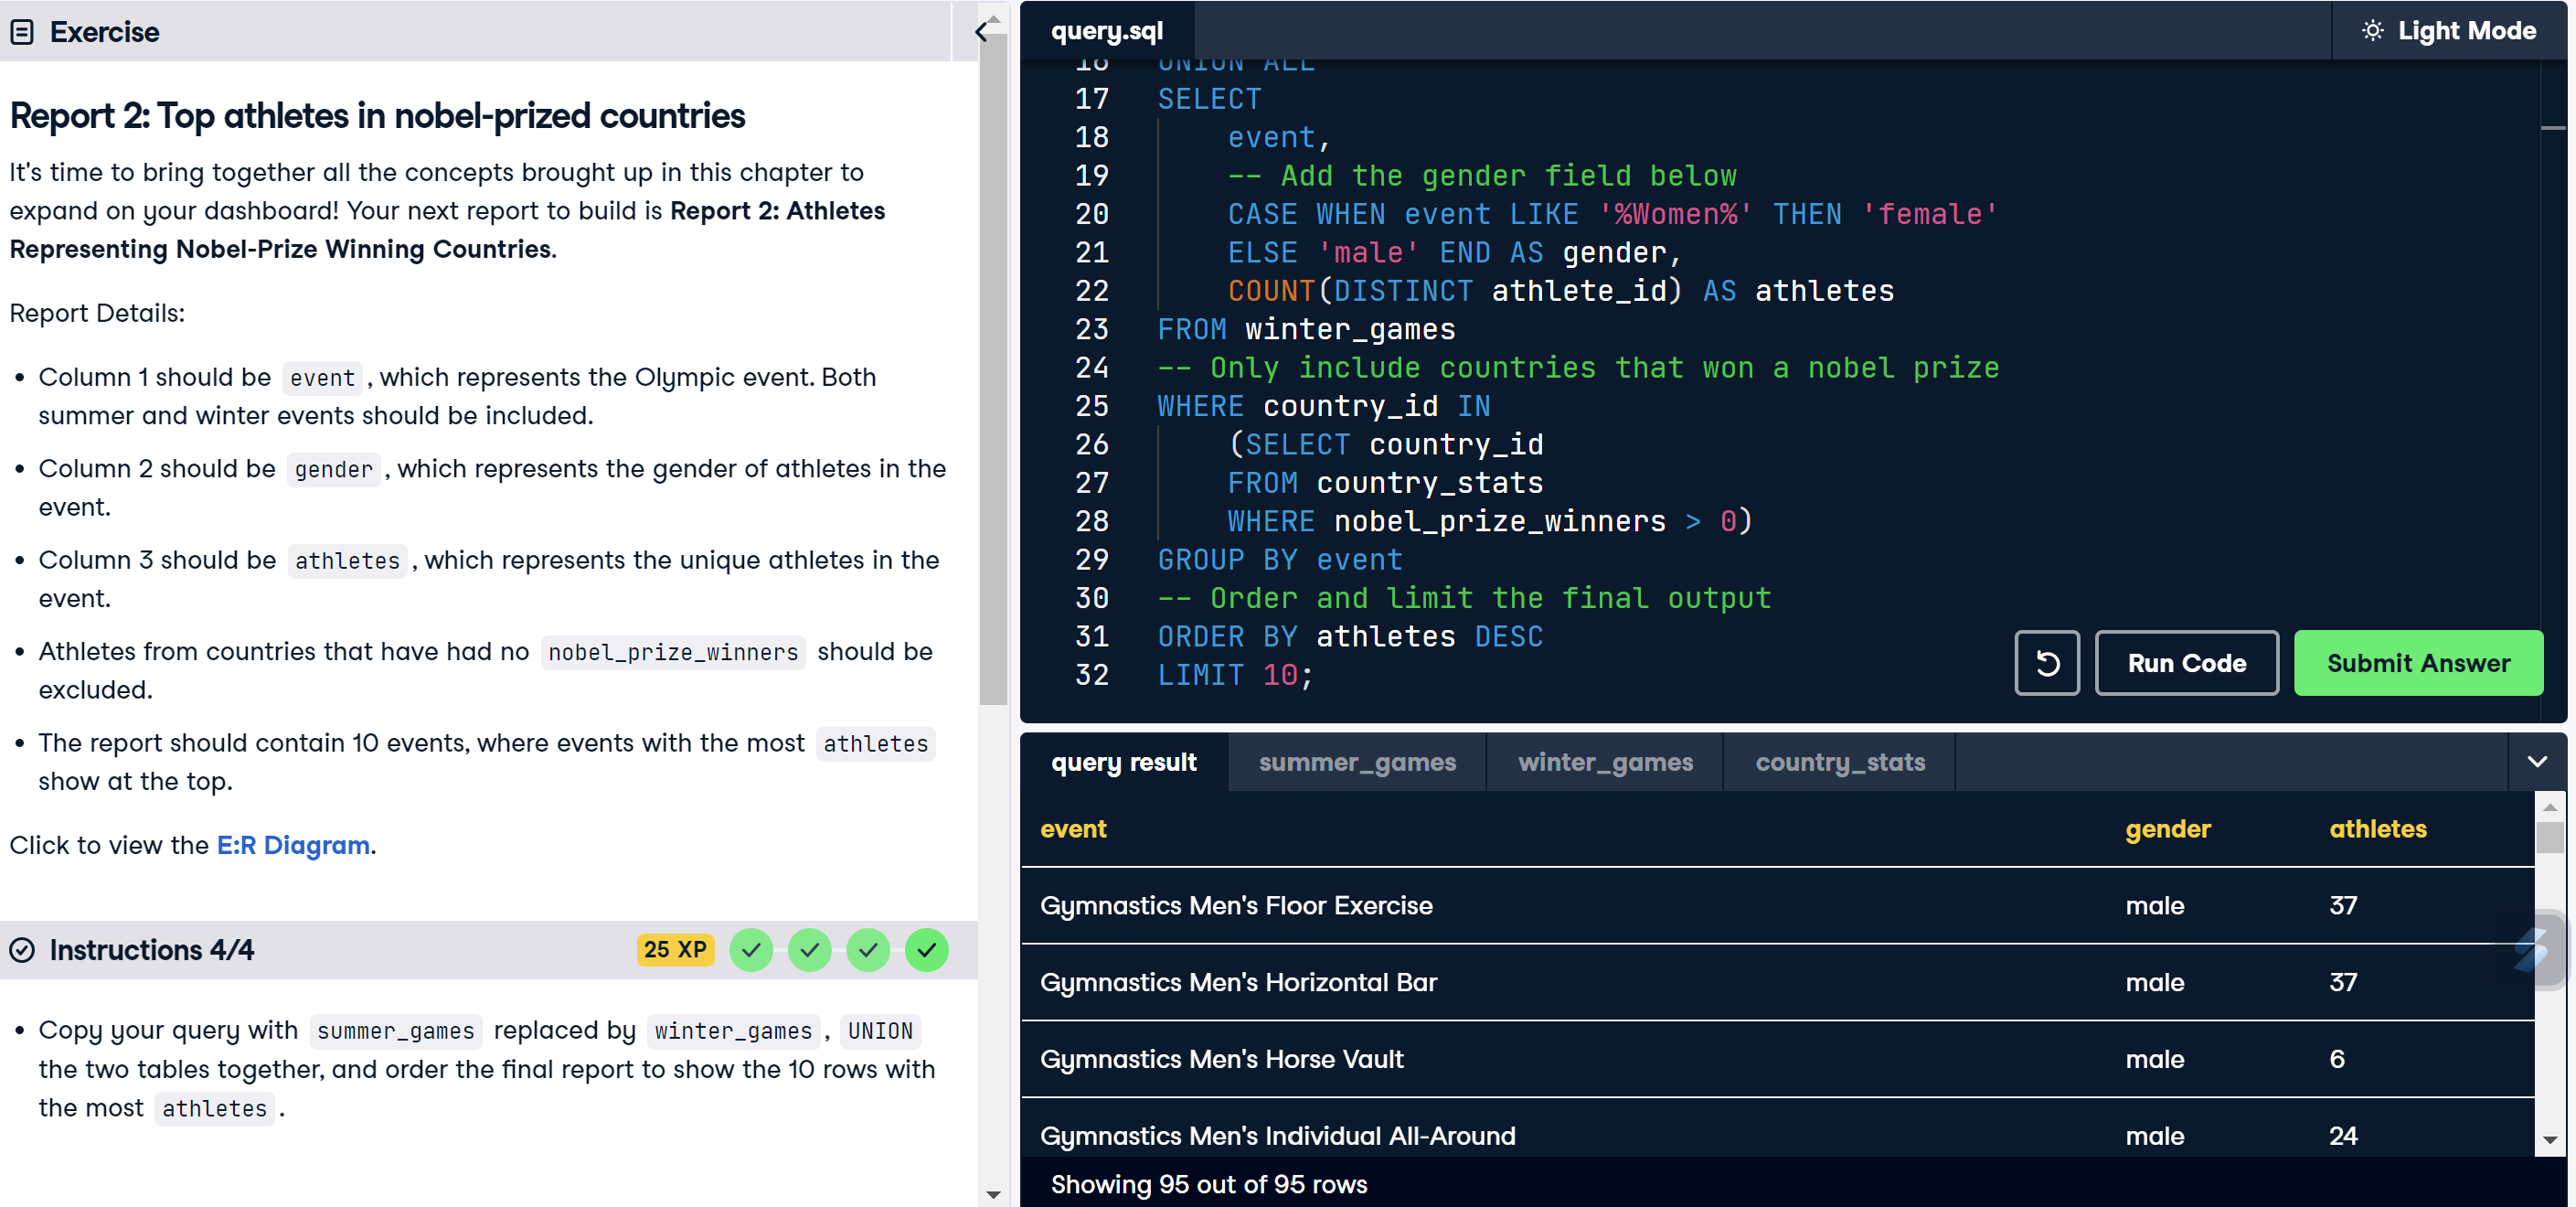 Exercise
Report 2: Top athletes in nobel-prized countries
It's time to bring together all the concepts brought up in this chapter to
expand on your dashboard! Your next report to build is Report 2: Athletes
Representing Nobel-Prize Winning Countries.
Report Details:
• Column 1 should be event, which represents the Olympic event. Both
summer and winter events should be included.
• Column 2 should be gender, which represents the gender of athletes in the
event.
• Column 3 should be athletes, which represents the unique athletes in the
event.
• Athletes from countries that have had no nobel_prize_winners should be
excluded.
• The report should contain 10 events, where events with the most athletes
show at the top.
Click to view the E:R Diagram.
Instructions 4/4
25 XP
• Copy your query with summer_games replaced by winter_games, UNION
the two tables together, and order the final report to show the 10 rows with
the most athletes.
query.sql
Light Mode
16 UNION ALL
17 SELECT
18 event,
19 -- Add the gender field below
20 CASE WHEN event LIKE '%Women%' THEN 'female'
21 ELSE 'male' END AS gender,
22 COUNT(DISTINCT athlete_id) AS athletes
23 FROM winter_games
24 -- Only include countries that won a nobel prize
25 WHERE country_id IN
26 (SELECT country_id
27 FROM country_stats
28 WHERE nobel_prize_winners > 0)
29 GROUP BY event
30 -- Order and limit the final output
31 ORDER BY athletes DESC
32 LIMIT 10;
Run Code
Submit Answer
query result
summer_games
winter_games
country_stats
event gender athletes
Gymnastics Men's Floor Exercise male 37
Gymnastics Men's Horizontal Bar male 37
Gymnastics Men's Horse Vault male 6
Gymnastics Men's Individual All-Around male 24
Showing 95 out of 95 rows